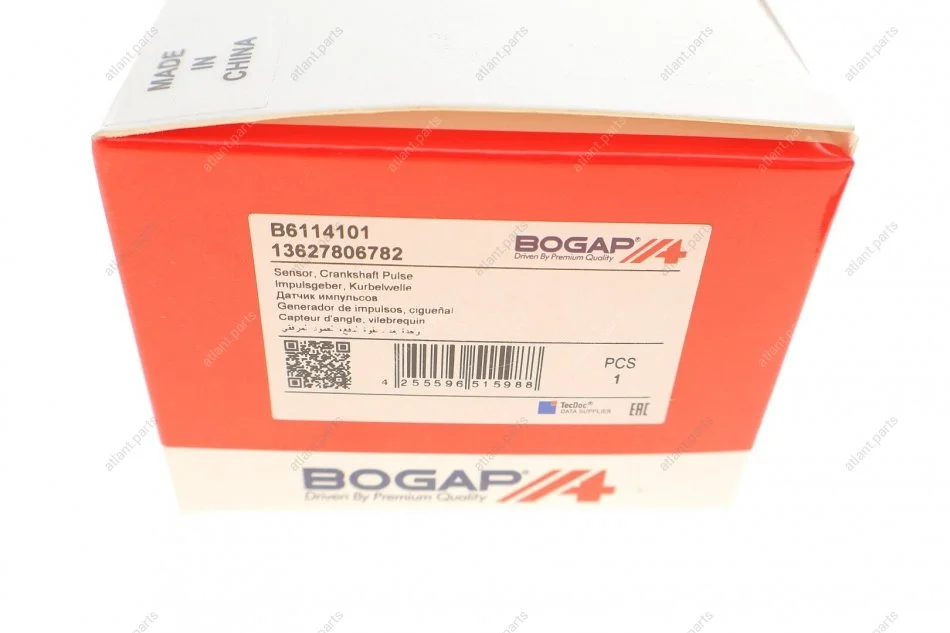 MADE
IN
CHINA
B6114101
13627806782
BOGAP®
Driven By Premium Quality
Sensor, Crankshaft Pulse
Impulsgeber, Kurbelwelle
Датчик импульсов
Generador de impulsos, cigueñal
Capteur d'angle, vilebrequin
PCS
1
4 255596 515988
TecDoc®
DATA SUPPLIER
EAC
BOGAP®
Driven By Premium Quality
atlant.parts